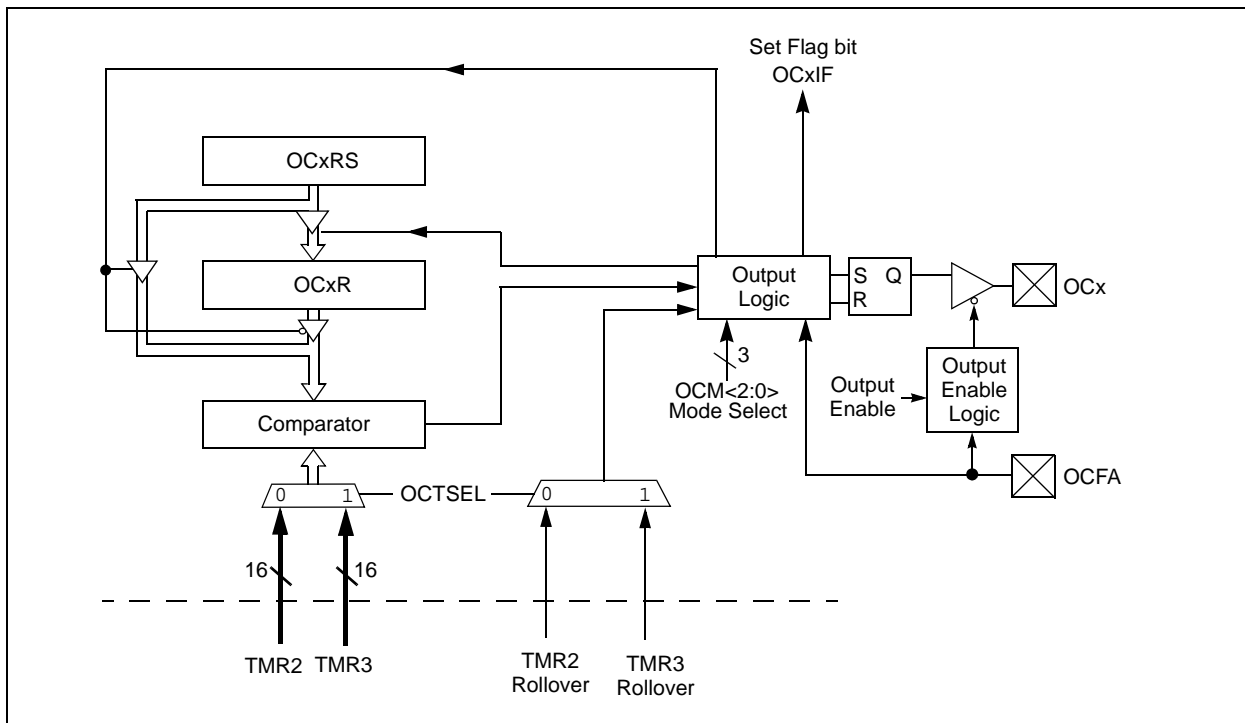 Set Flag bit
OCxIF
OCxRS
OCxR
Output
Logic
S Q
R
OCx
3
OCM<2:0>
Mode Select
Output
Enable
Output
Enable
Logic
Comparator
OCFA
0 1
OCTSEL
0 1
16
16
TMR2
TMR3
TMR2
Rollover
TMR3
Rollover